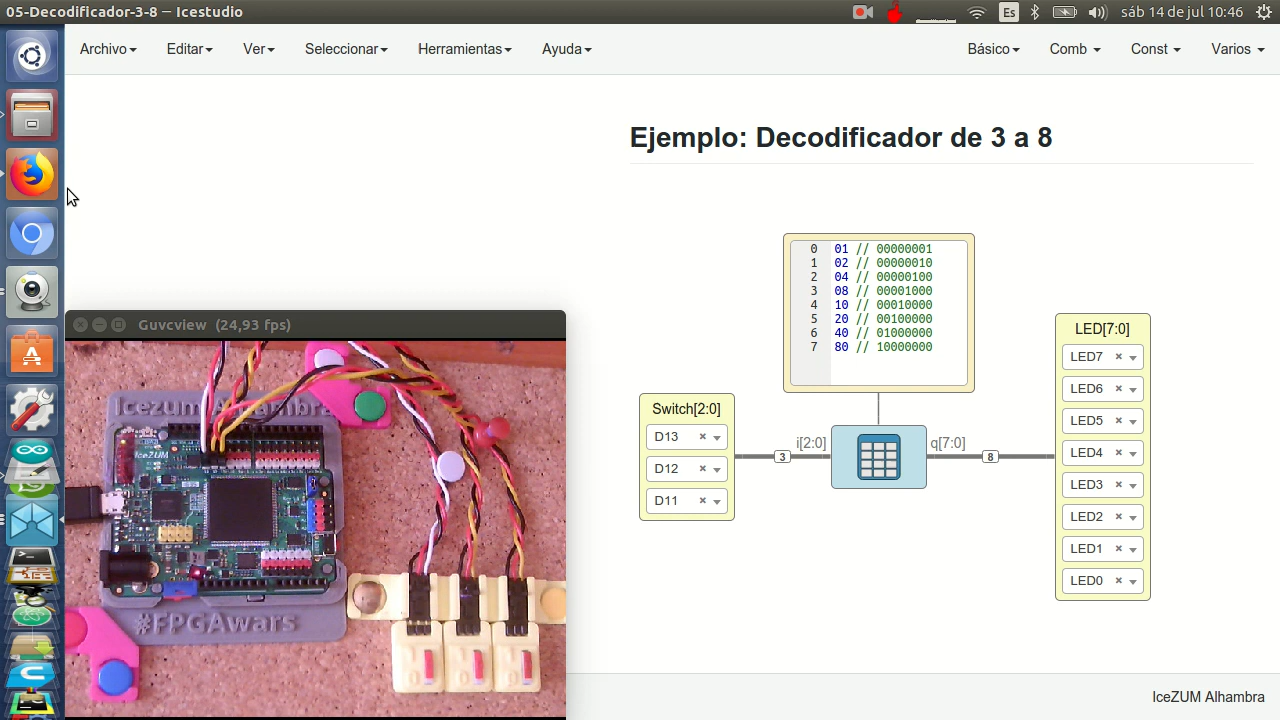 05-Decodificador-3-8 – Icestudio
Es
sáb 14 de jul 10:46
Archivo
Editar
Ver
Seleccionar
Herramientas
Ayuda
Básico
Comb
Const
Varios
Ejemplo: Decodificador de 3 a 8
0 01 // 00000001
1 02 // 00000010
2 04 // 00000100
3 08 // 00001000
4 10 // 00010000
5 20 // 00100000
6 40 // 01000000
7 80 // 10000000
Switch[2:0]
D13
D12
D11
i[2:0]
3
q[7:0]
8
LED[7:0]
LED7
LED6
LED5
LED4
LED3
LED2
LED1
LED0
Guvcview (24,93 fps)
Icezum Alhambra
IceZUM
#FPGAwars
IceZUM Alhambra